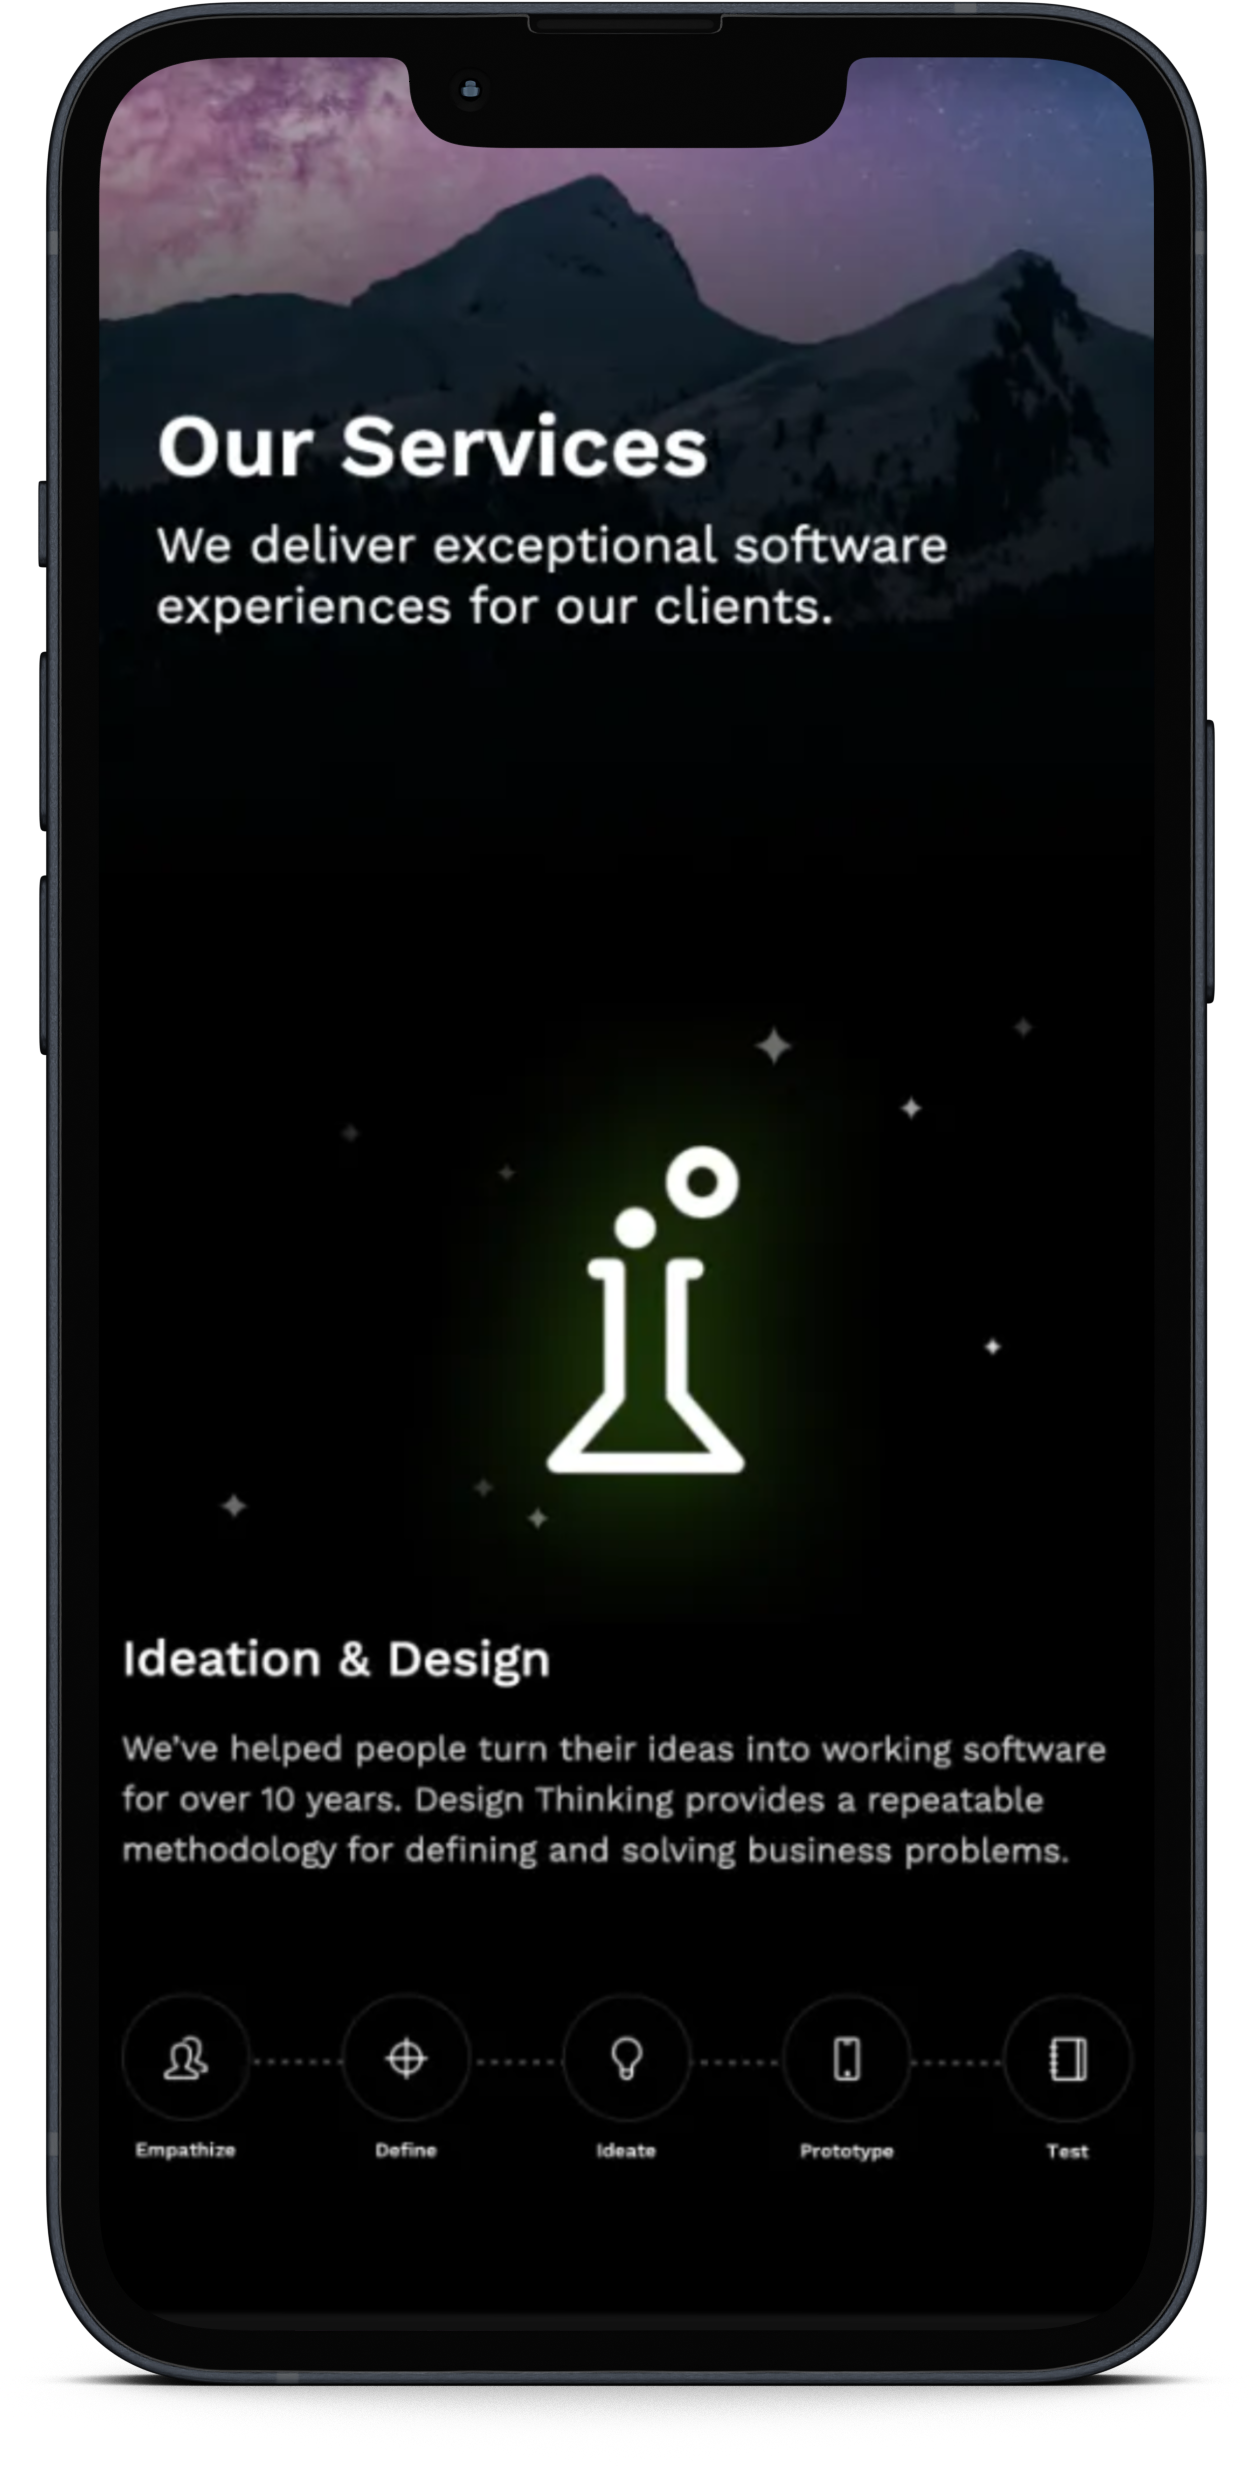 Our Services
We deliver exceptional software
experiences for our clients.
Ideation & Design
We've helped people turn their ideas into working software
for over 10 years. Design Thinking provides a repeatable
methodology for defining and solving business problems.
Empathize
Define
Ideate
Prototype
Test